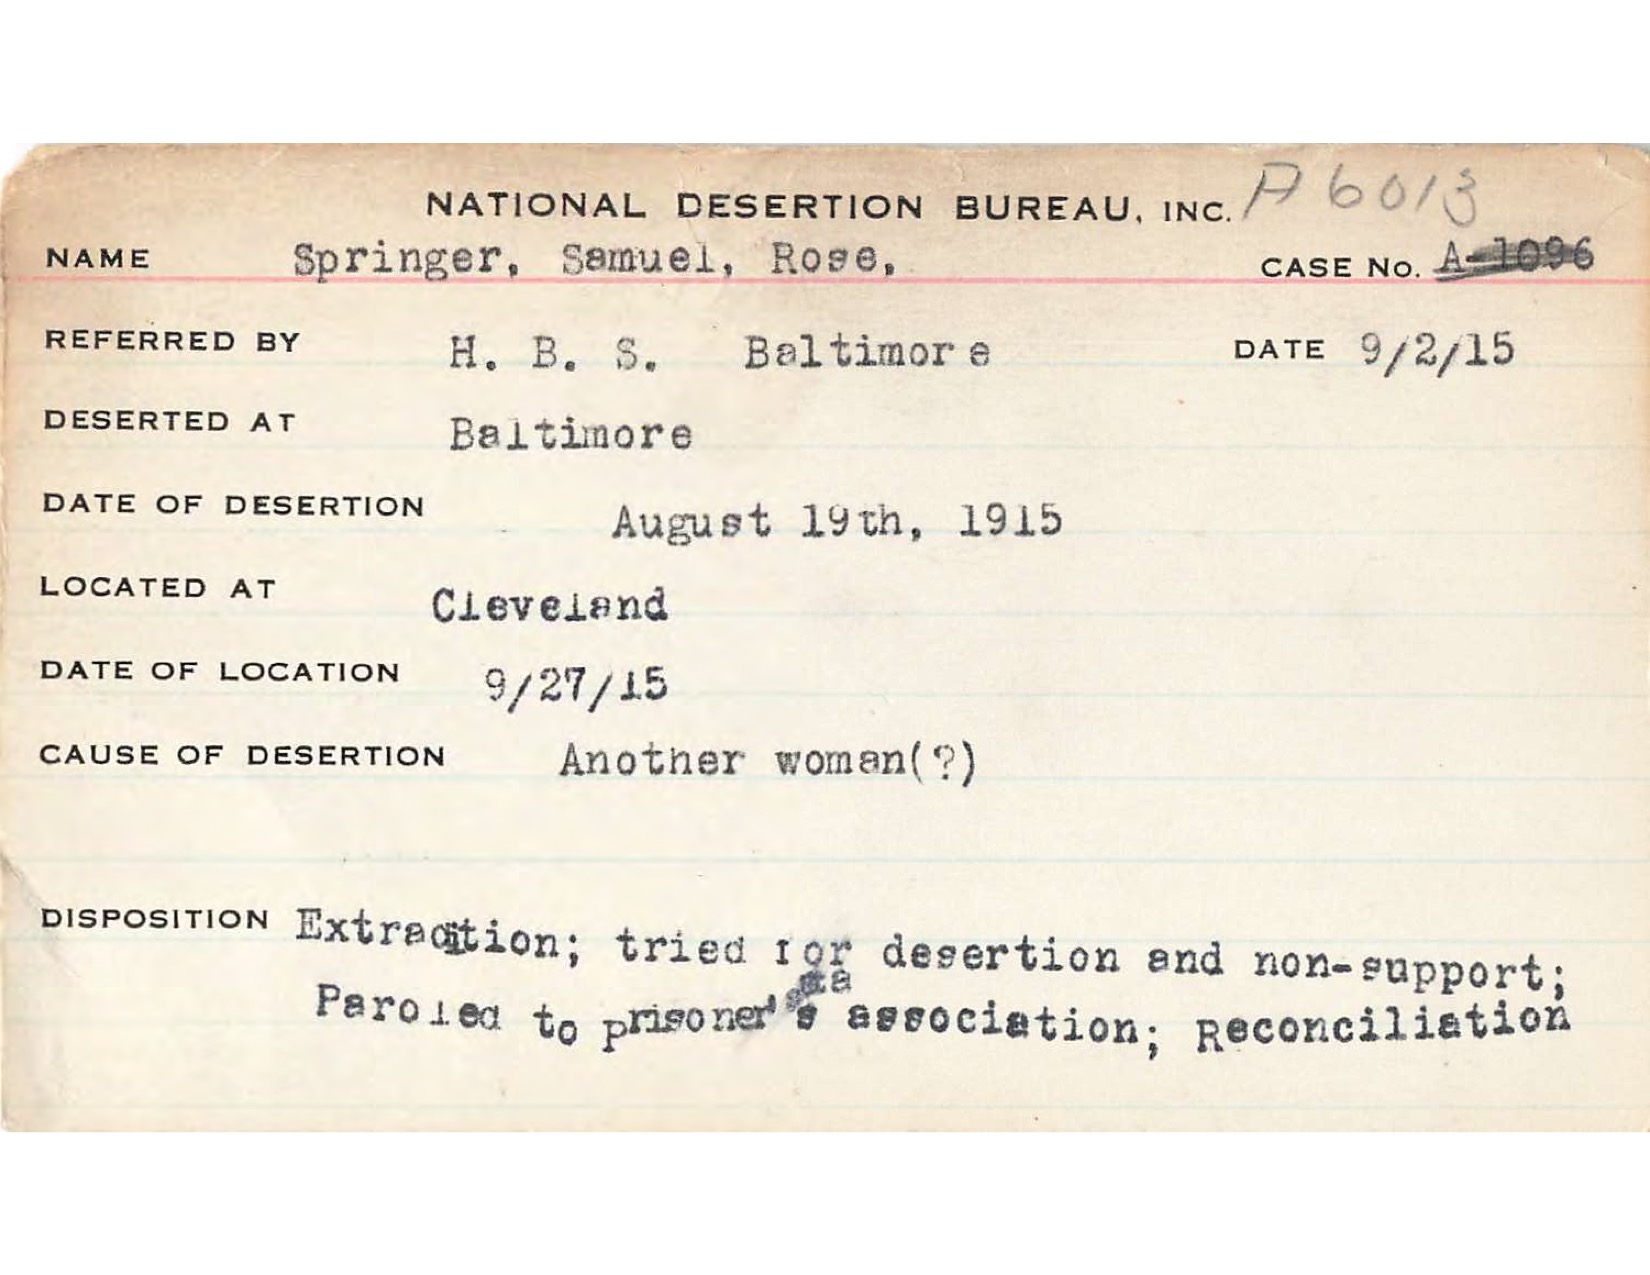 NATIONAL DESERTION BUREAU, INC. A 6013
NAME Springer, Samuel, Rose, CASE No. A-1096
REFERRED BY H. B. S. Baltimore DATE 9/2/15
DESERTED AT Baltimore
DATE OF DESERTION August 19th, 1915
LOCATED AT Cleveland
DATE OF LOCATION 9/27/15
CAUSE OF DESERTION Another woman(?)
DISPOSITION Extradition; tried for desertion and non-support;
Paroled to prisoner's association; Reconciliation